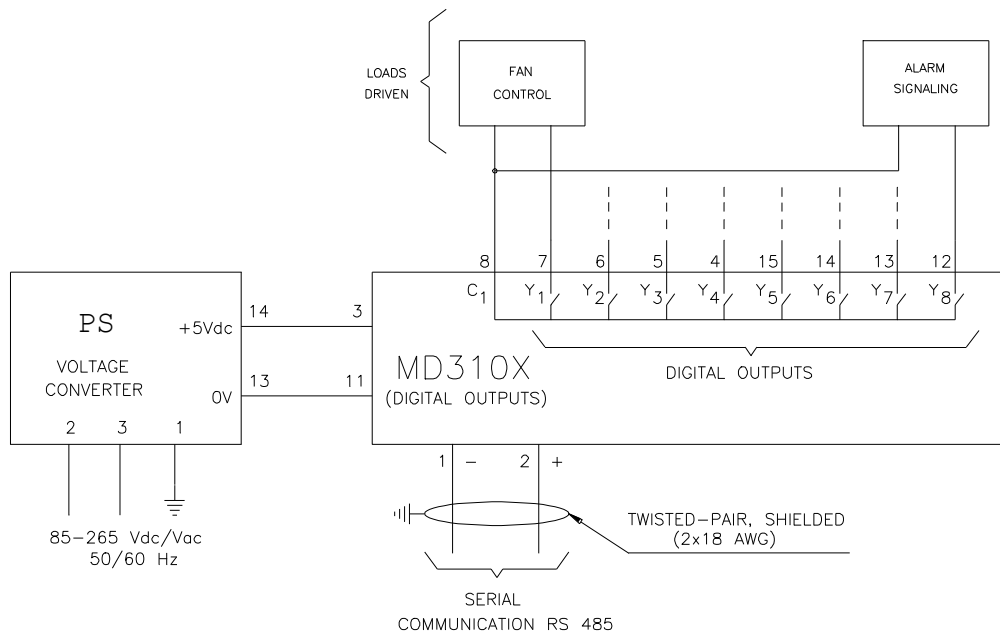 LOADS
DRIVEN
FAN
CONTROL
ALARM
SIGNALING
8 7 6 5 4 15 14 13 12
C1 Y1 Y2 Y3 Y4 Y5 Y6 Y7 Y8
PS
VOLTAGE
CONVERTER
+5Vdc
14
3
0V
13
11
2 3 1
MD310X
(DIGITAL OUTPUTS)
DIGITAL OUTPUTS
1 − 2 +
85−265 Vdc/Vac
50/60 Hz
TWISTED−PAIR, SHIELDED
(2x18 AWG)
SERIAL
COMMUNICATION RS 485